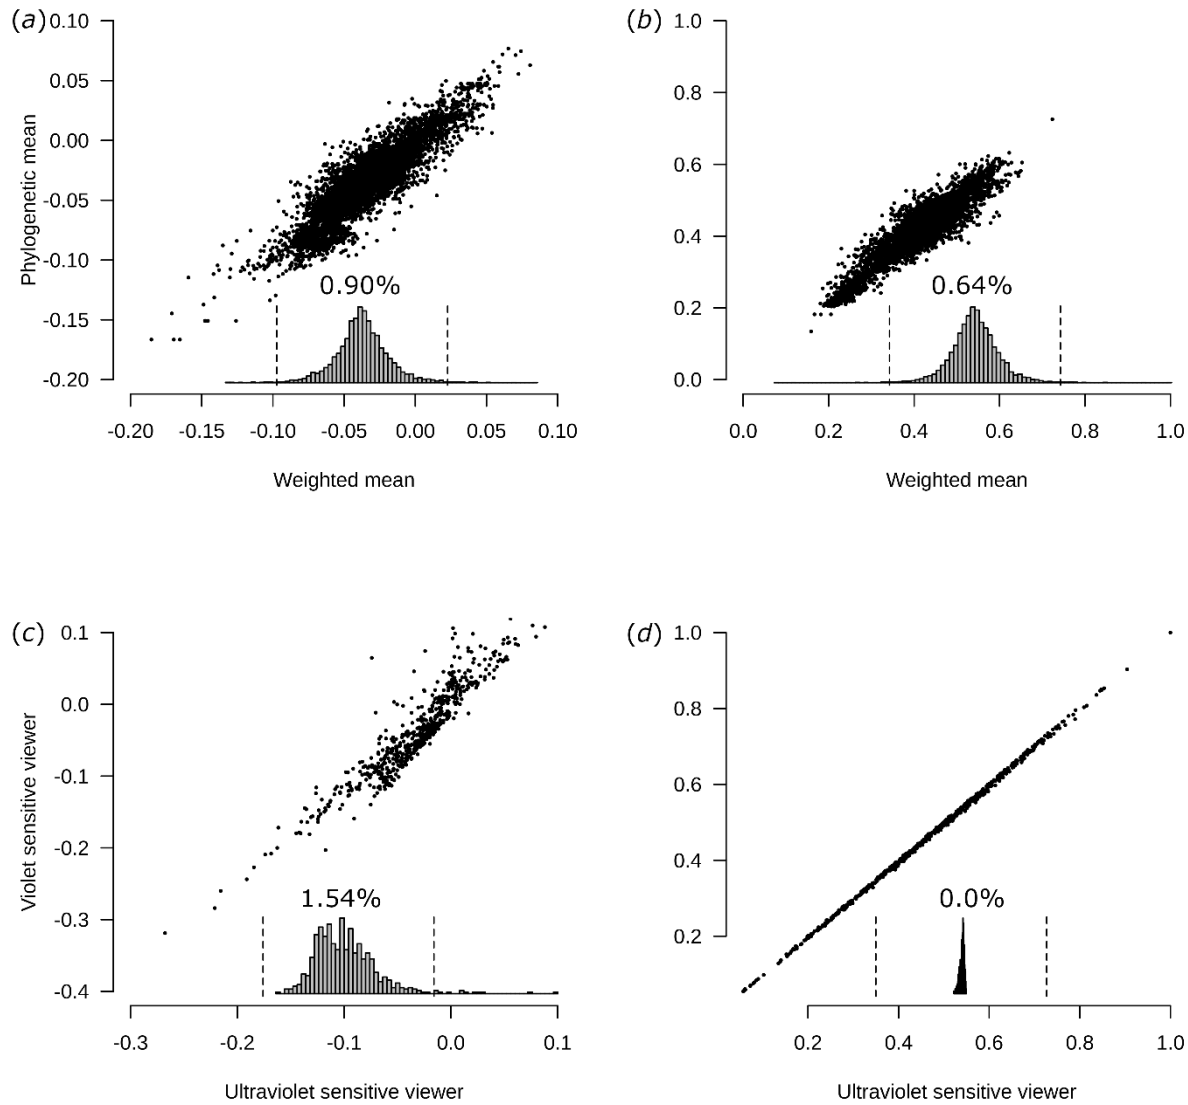 (a)
0.10
0.05
0.00
-0.05
-0.10
-0.15
-0.20
Phylogenetic mean
0.90%
-0.20 -0.15 -0.10 -0.05 0.00 0.05 0.10
Weighted mean
(b)
1.0
0.8
0.6
0.4
0.2
0.0
0.64%
0.0 0.2 0.4 0.6 0.8 1.0
Weighted mean
(c)
0.1
0.0
-0.1
-0.2
-0.3
-0.4
Violet sensitive viewer
1.54%
-0.3 -0.2 -0.1 0.0 0.1
Ultraviolet sensitive viewer
(d)
1.0
0.8
0.6
0.4
0.2
0.0%
0.2 0.4 0.6 0.8 1.0
Ultraviolet sensitive viewer